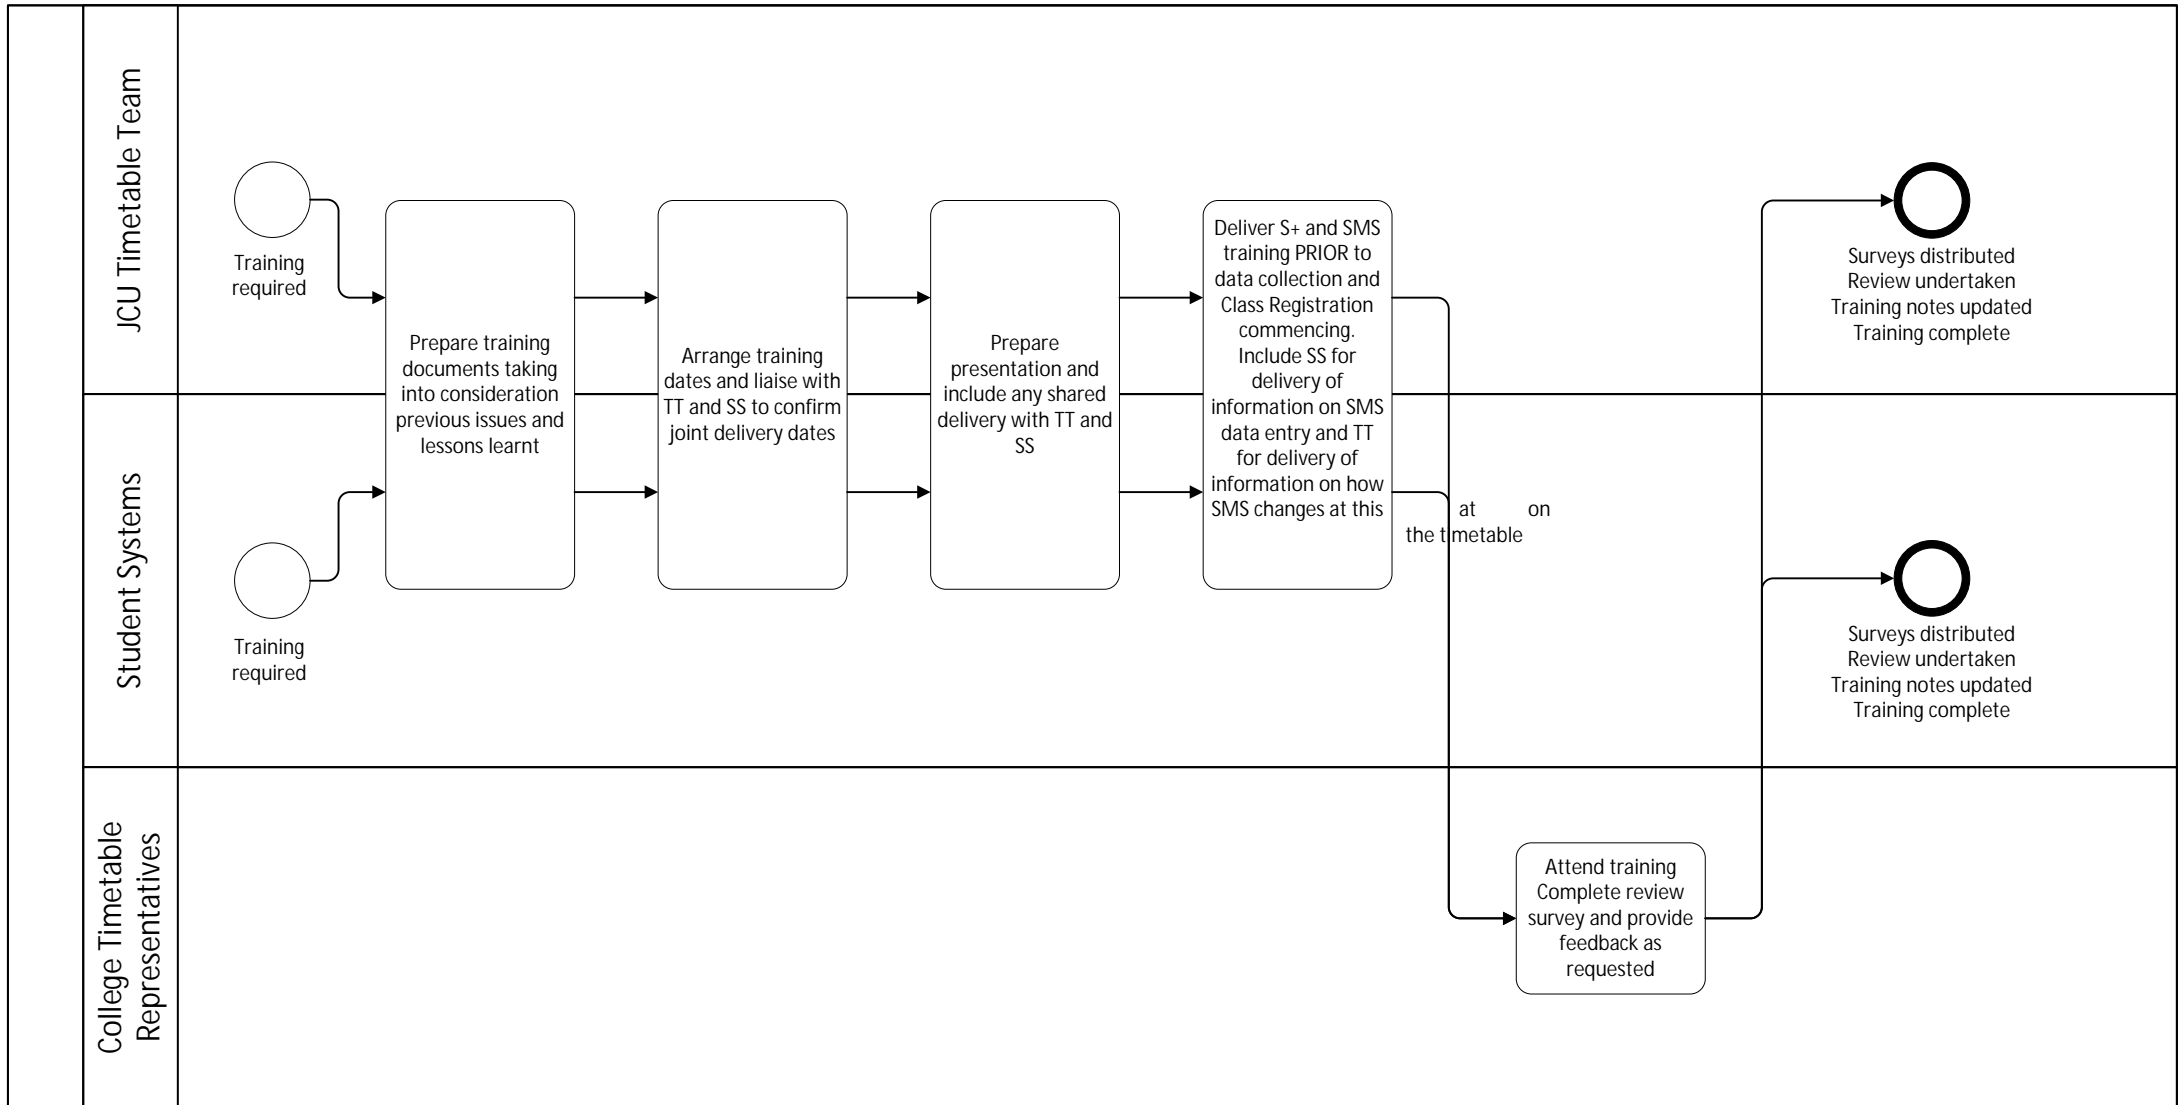 JCU Timetable Team
Training
required
Prepare training
documents taking
into consideration
previous issues and
lessons learnt
Arrange training
dates and liaise with
TT and SS to confirm
joint delivery dates
Prepare
presentation and
include any shared
delivery with TT and
SS
Deliver S+ and SMS
training PRIOR to
data collection and
Class Registration
commencing.
Include SS for
delivery of
information on SMS
data entry and TT
for delivery of
information on how
SMS changes at this
at on
the timetable
Surveys distributed
Review undertaken
Training notes updated
Training complete
Student Systems
Training
required
Surveys distributed
Review undertaken
Training notes updated
Training complete
College Timetable
Representatives
Attend training
Complete review
survey and provide
feedback as
requested